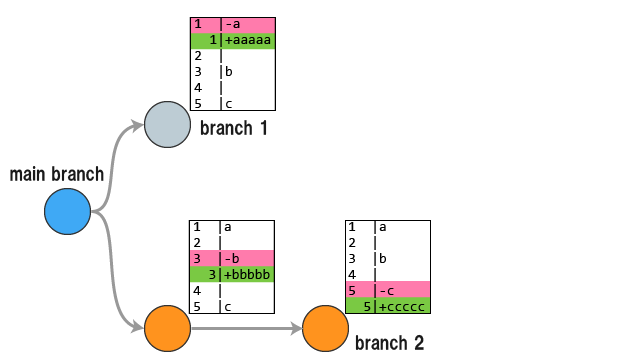 1 |-a
1|+aaaaa
2 |
3 |b
4 |
5 |c
branch 1
main branch
1 |a
2 |
3 |-b
3|+bbbbb
4 |
5 |c
1 |a
2 |
3 |b
4 |
5 |-c
5|+ccccc
branch 2